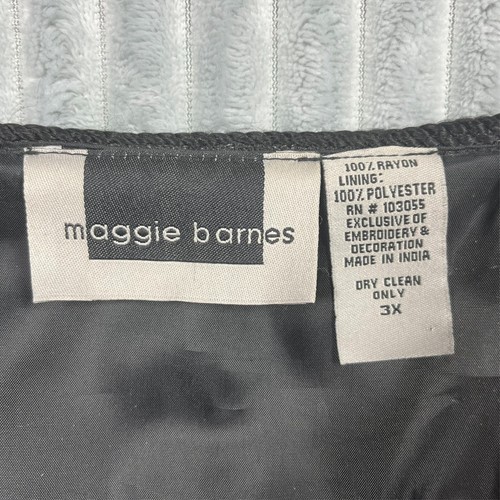 maggie barnes
100% RAYON
LINING:
100% POLYESTER
RN # 103055
EXCLUSIVE OF
EMBROIDERY &
DECORATION
MADE IN INDIA
DRY CLEAN
ONLY
3X